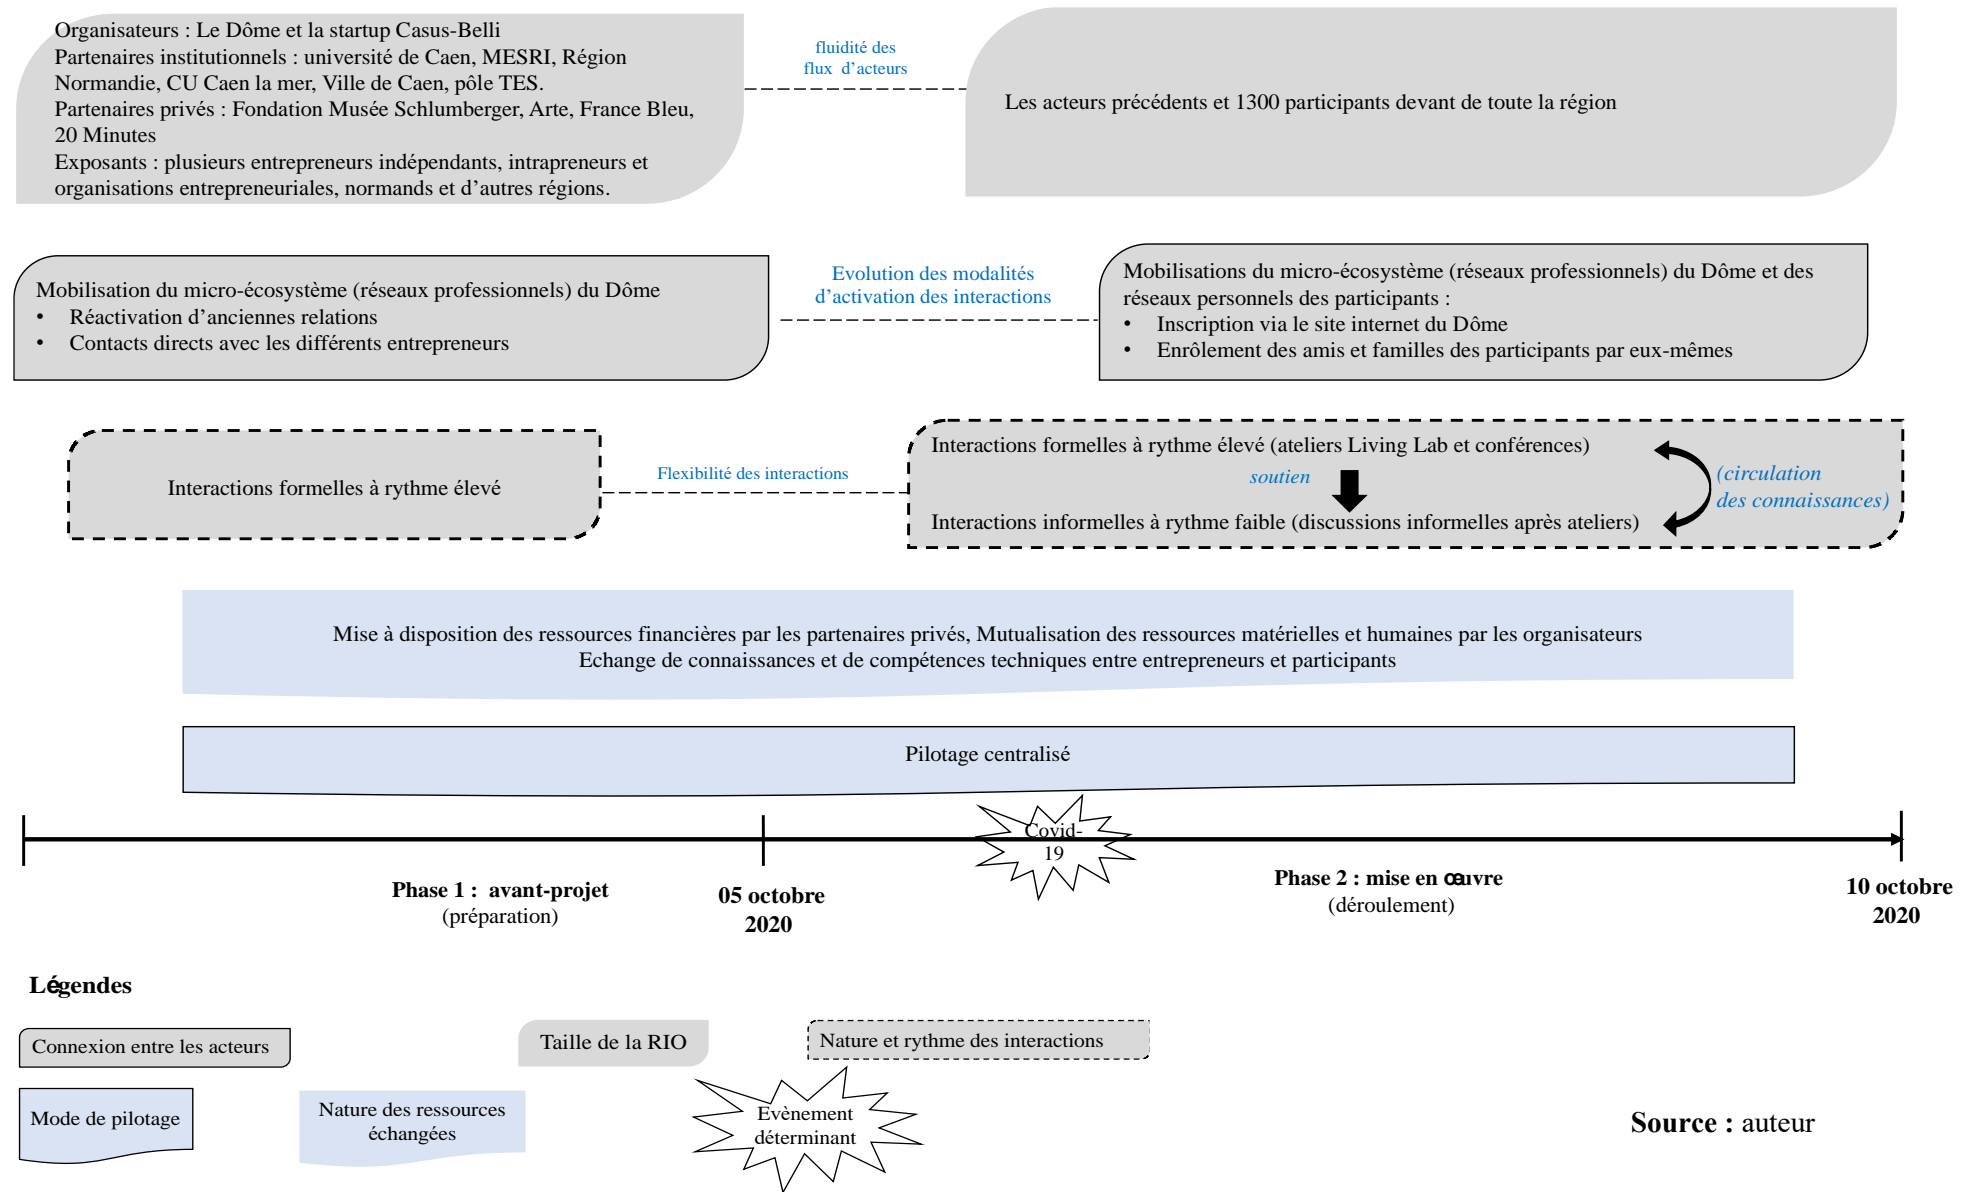 Organisateurs : Le Dôme et la startup Casus-Belli
Partenaires institutionnels : université de Caen, MESRI, Région
Normandie, CU Caen la mer, Ville de Caen, pôle TES.
Partenaires privés : Fondation Musée Schlumberger, Arte, France Bleu,
20 Minutes
Exposants : plusieurs entrepreneurs indépendants, intrapreneurs et
organisations entrepreneuriales, normands et d'autres régions.
fluidité des
flux d'acteurs
Les acteurs précédents et 1300 participants devant de toute la région
Mobilisation du micro-écosystème (réseaux professionnels) du Dôme
• Réactivation d'anciennes relations
• Contacts directs avec les différents entrepreneurs
Evolution des modalités
d'activation des interactions
Mobilisations du micro-écosystème (réseaux professionnels) du Dôme et des
réseaux personnels des participants :
• Inscription via le site internet du Dôme
• Enrôlement des amis et familles des participants par eux-mêmes
Interactions formelles à rythme élevé
Flexibilité des interactions
Interactions formelles à rythme élevé (ateliers Living Lab et conférences)
soutien
Interactions informelles à rythme faible (discussions informelles après ateliers)
(circulation
des connaissances)
Mise à disposition des ressources financières par les partenaires privés, Mutualisation des ressources matérielles et humaines par les organisateurs
Echange de connaissances et de compétences techniques entre entrepreneurs et participants
Pilotage centralisé
Covid-
19
Phase 1 : avant-projet
(préparation)
05 octobre
2020
Phase 2 : mise en œuvre
(déroulement)
10 octobre
2020
Légendes
Connexion entre les acteurs
Taille de la RIO
Nature et rythme des interactions
Mode de pilotage
Nature des ressources
échangées
Evènement
déterminant
Source : auteur